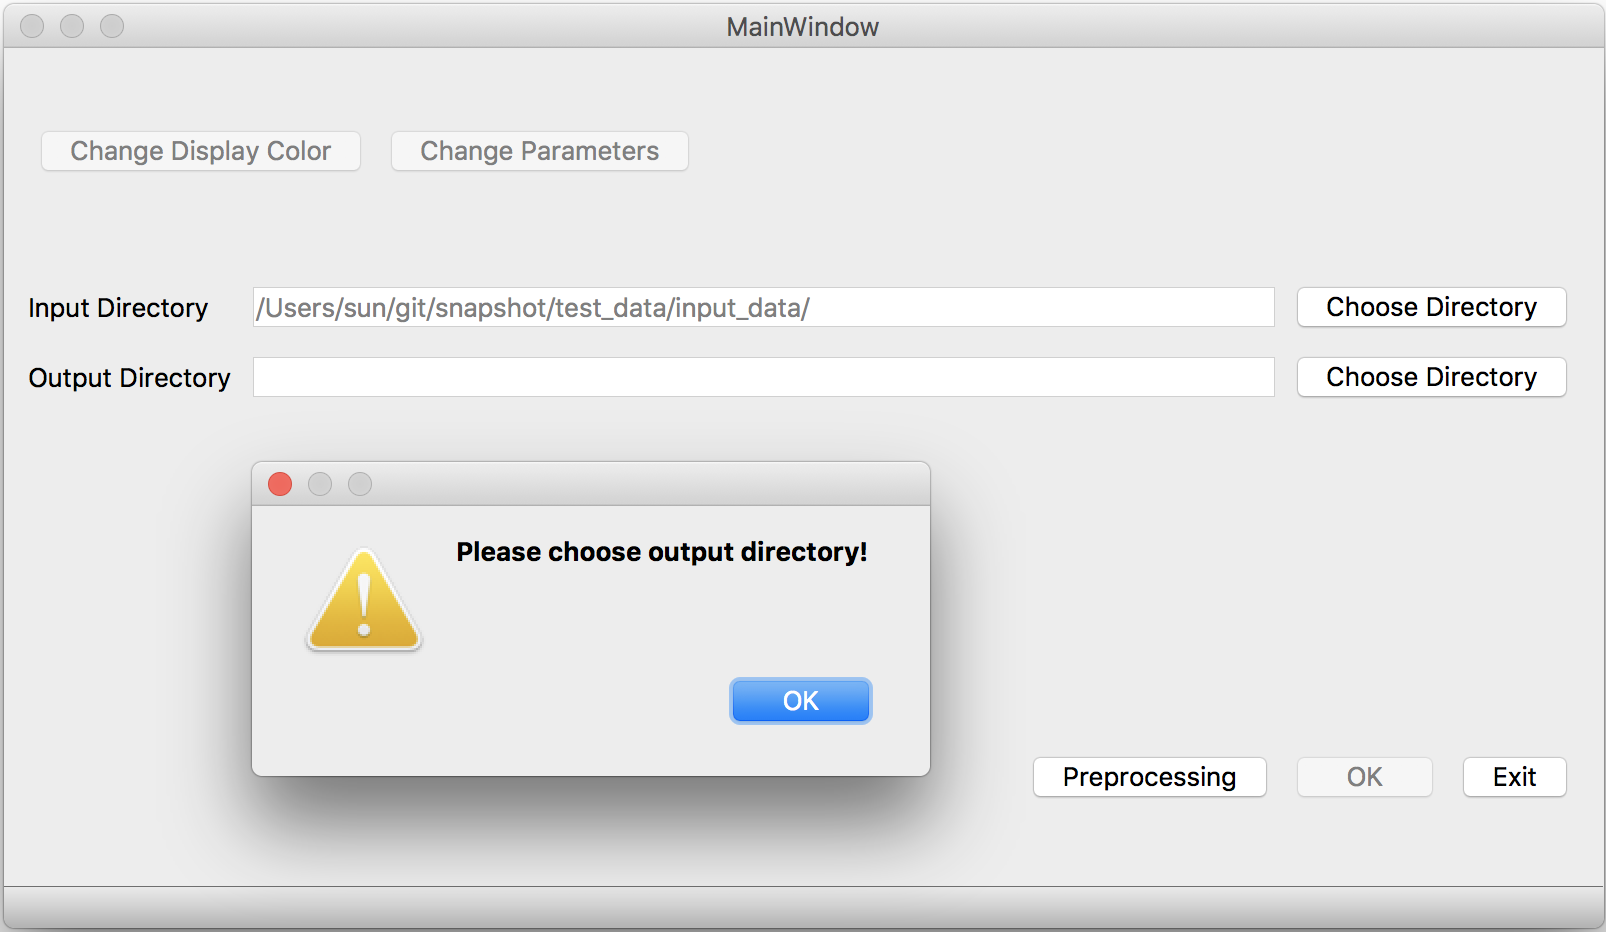 MainWindow
Change Display Color
Change Parameters
Input Directory
/Users/sun/git/snapshot/test_data/input_data/
Choose Directory
Output Directory
Choose Directory
Please choose output directory!
OK
Preprocessing
OK
Exit